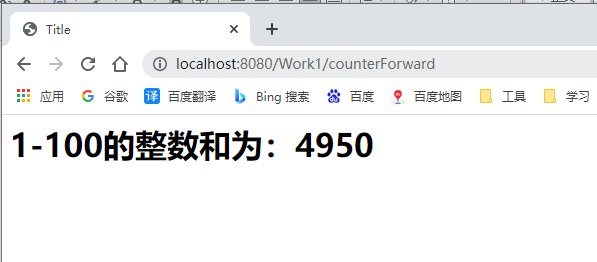 Title
localhost:8080/Work1/counterForward
应用 谷歌 译 百度翻译 Bing 搜索 百度 百度地图 工具 学习
1-100的整数和为：4950